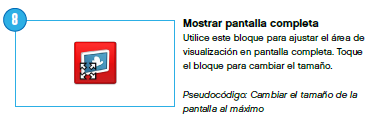 8
Mostrar pantalla completa
Utilice este bloque para ajustar el área de
visualización en pantalla completa. Toque
el bloque para cambiar el tamaño.
Pseudocódigo: Cambiar el tamaño de la
pantalla al máximo